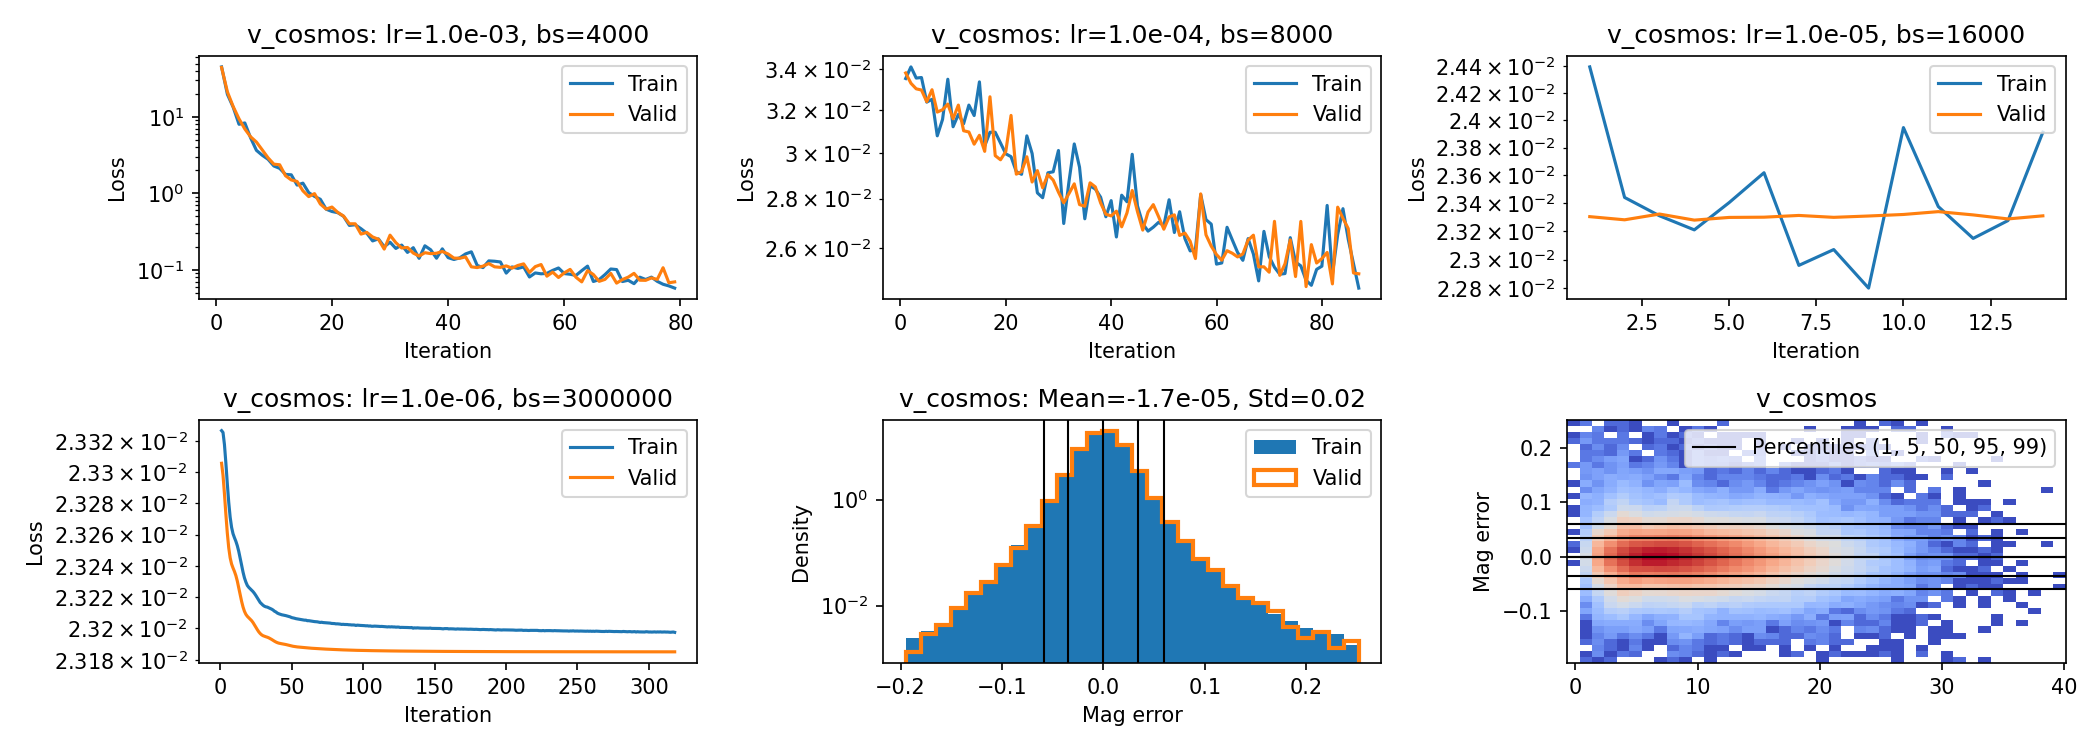 v_cosmos: lr=1.0e-03, bs=4000
Train
Valid
10¹
10⁰
10⁻¹
Loss
0 20 40 60 80
Iteration
v_cosmos: lr=1.0e-04, bs=8000
Train
Valid
3.4 × 10⁻²
3.2 × 10⁻²
3 × 10⁻²
2.8 × 10⁻²
2.6 × 10⁻²
Loss
0 20 40 60 80
Iteration
v_cosmos: lr=1.0e-05, bs=16000
Train
Valid
2.44 × 10⁻²
2.42 × 10⁻²
2.4 × 10⁻²
2.38 × 10⁻²
2.36 × 10⁻²
2.34 × 10⁻²
2.32 × 10⁻²
2.3 × 10⁻²
2.28 × 10⁻²
Loss
2.5 5.0 7.5 10.0 12.5
Iteration
v_cosmos: lr=1.0e-06, bs=3000000
Train
Valid
2.332 × 10⁻²
2.33 × 10⁻²
2.328 × 10⁻²
2.326 × 10⁻²
2.324 × 10⁻²
2.322 × 10⁻²
2.32 × 10⁻²
2.318 × 10⁻²
Loss
0 50 100 150 200 250 300
Iteration
v_cosmos: Mean=-1.7e-05, Std=0.02
Train
Valid
10⁰
10⁻²
Density
−0.2 −0.1 0.0 0.1 0.2
Mag error
v_cosmos
Percentiles (1, 5, 50, 95, 99)
0.2
0.1
0.0
−0.1
Mag error
0 10 20 30 40